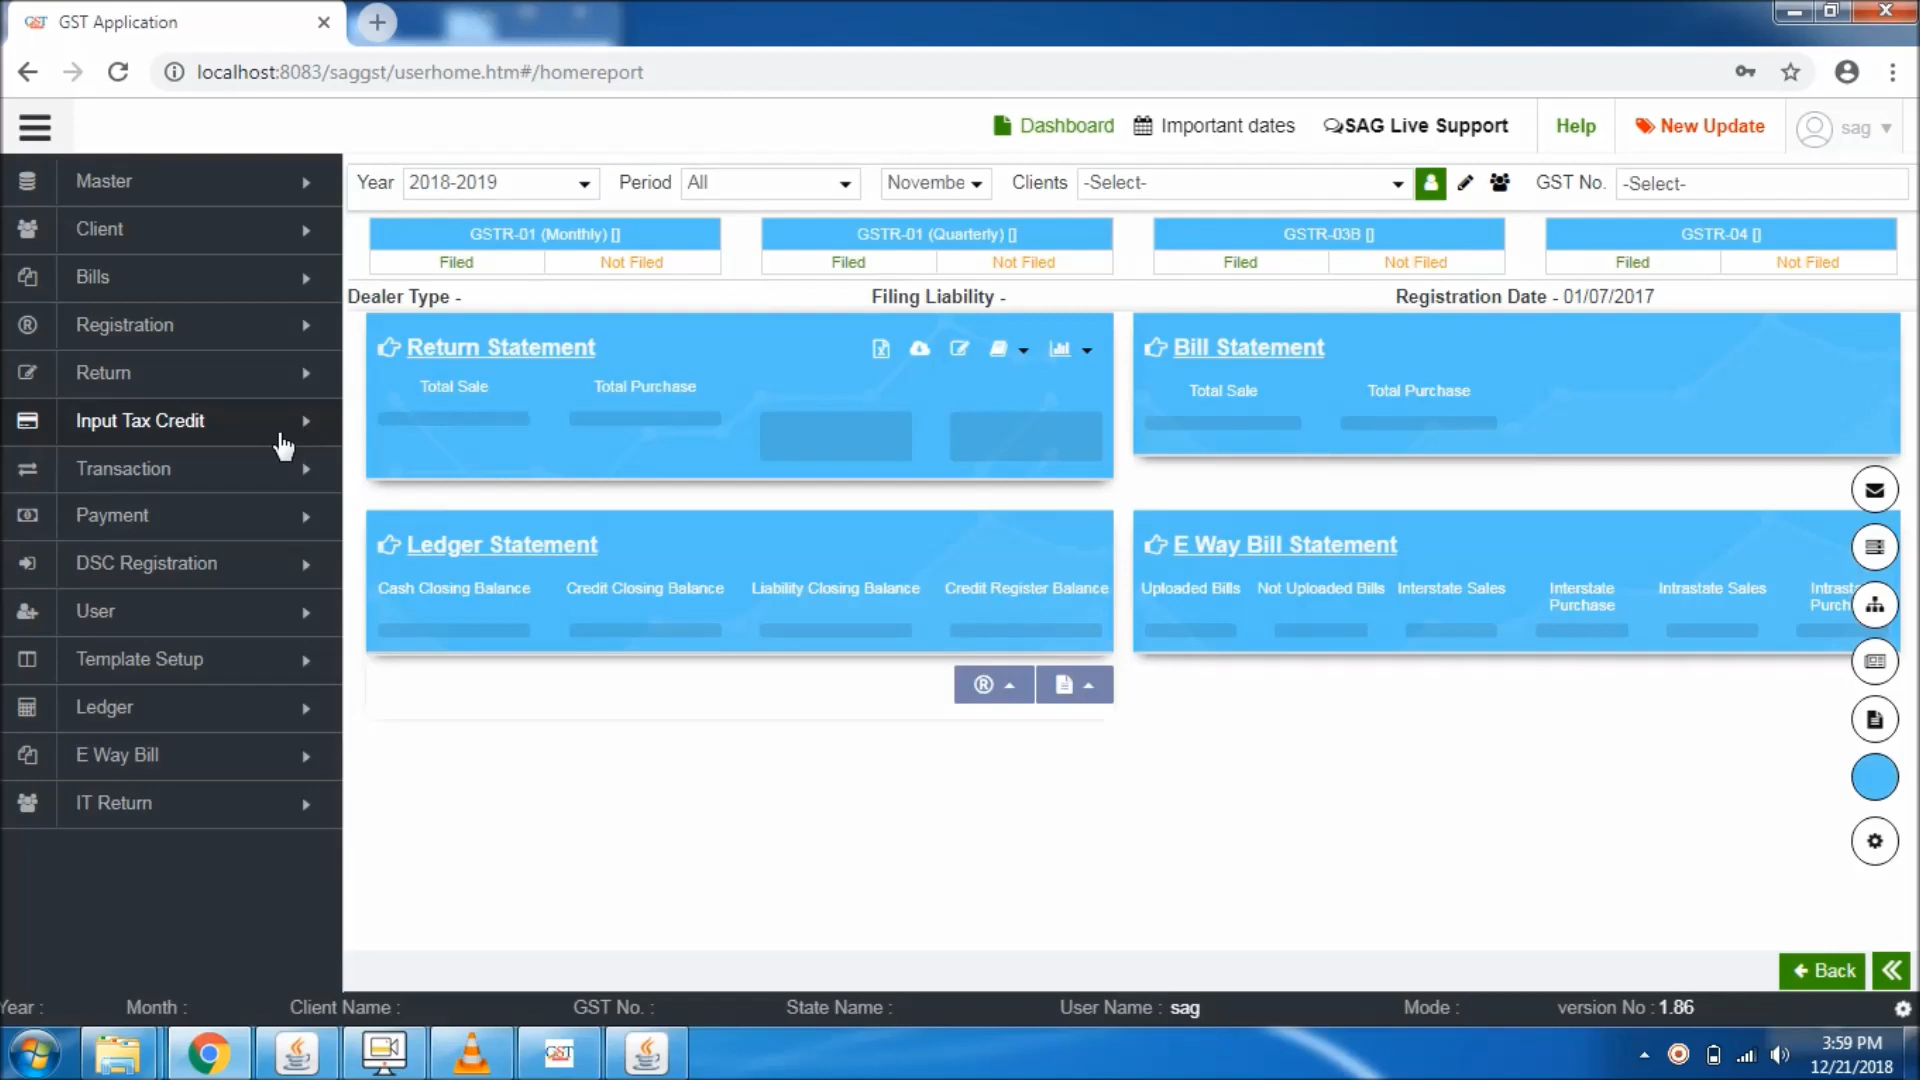 GST GST Application
localhost:8083/saggst/userhome.htm#/homereport
Dashboard Important dates SAG Live Support Help New Update sag
Master
Client
Bills
Registration
Return
Input Tax Credit
Transaction
Payment
DSC Registration
User
Template Setup
Ledger
E Way Bill
IT Return
Year 2018-2019 Period All Novembe Clients -Select- GST No. -Select-
GSTR-01 (Monthly) [] GSTR-01 (Quarterly) [] GSTR-03B [] GSTR-04 []
Filed Not Filed Filed Not Filed Filed Not Filed Filed Not Filed
Dealer Type - Filing Liability - Registration Date - 01/07/2017
Return Statement
Total Sale Total Purchase
Bill Statement
Total Sale Total Purchase
Ledger Statement
Cash Closing Balance Credit Closing Balance Liability Closing Balance Credit Register Balance
E Way Bill Statement
Uploaded Bills Not Uploaded Bills Interstate Sales Interstate Intrastate Sales Intrast
Purchase Purch
Back
Year : Month : Client Name : GST No. : State Name : User Name : sag Mode : version No : 1.86
GST
3:59 PM
12/21/2018